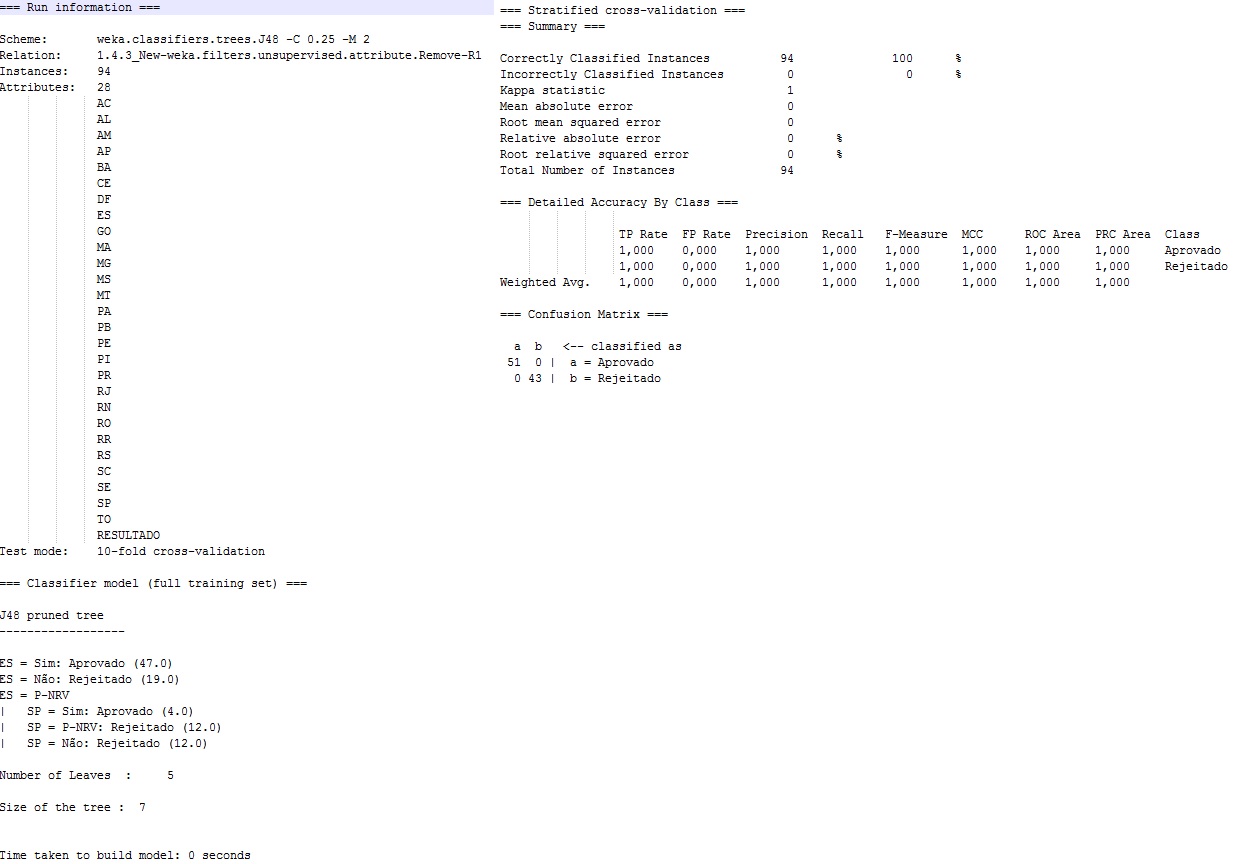 === Run information ===
Scheme: weka.classifiers.trees.J48 -C 0.25 -M 2
Relation: 1.4.3_New-weka.filters.unsupervised.attribute.Remove-R1
Instances: 94
Attributes: 28
AC
AL
AM
AP
BA
CE
DF
ES
GO
MA
MG
MS
MT
PA
PB
PE
PI
PR
RJ
RN
RO
RR
RS
SC
SE
SP
TO
RESULTADO
Test mode: 10-fold cross-validation
=== Classifier model (full training set) ===
J48 pruned tree
------------------
ES = Sim: Aprovado (47.0)
ES = Não: Rejeitado (19.0)
ES = P-NRV
| SP = Sim: Aprovado (4.0)
| SP = P-NRV: Rejeitado (12.0)
| SP = Não: Rejeitado (12.0)
Number of Leaves : 5
Size of the tree : 7
Time taken to build model: 0 seconds
=== Stratified cross-validation ===
=== Summary ===
Correctly Classified Instances 94 100 %
Incorrectly Classified Instances 0 0 %
Kappa statistic 1
Mean absolute error 0
Root mean squared error 0
Relative absolute error 0 %
Root relative squared error 0 %
Total Number of Instances 94
=== Detailed Accuracy By Class ===
TP Rate FP Rate Precision Recall F-Measure MCC ROC Area PRC Area Class
1,000 0,000 1,000 1,000 1,000 1,000 1,000 1,000 Aprovado
1,000 0,000 1,000 1,000 1,000 1,000 1,000 1,000 Rejeitado
Weighted Avg. 1,000 0,000 1,000 1,000 1,000 1,000 1,000 1,000
=== Confusion Matrix ===
a b <-- classified as
51 0 | a = Aprovado
0 43 | b = Rejeitado